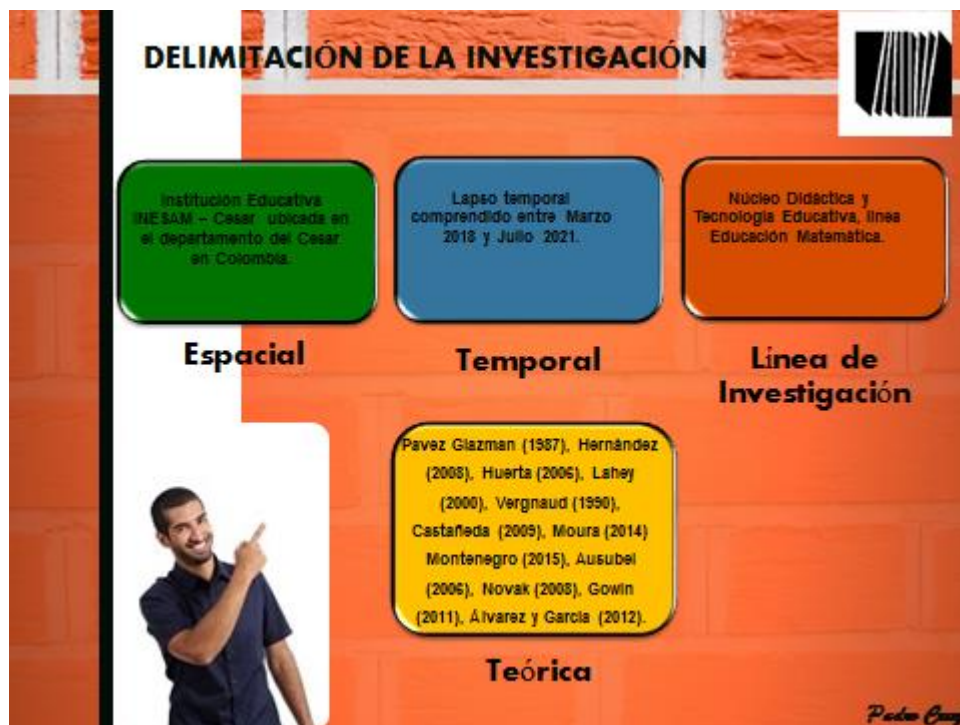 DELIMITACIÓN DE LA INVESTIGACIÓN
Institución Educativa
INESAM – Cesar ubicada en
el departamento del Cesar
en Colombia.
Espacial
Lapso temporal
comprendido entre Marzo
2018 y Julio 2021.
Temporal
Núcleo Didáctica y
Tecnología Educativa, línea
Educación Matemática.
Línea de
Investigación
Pavez Glazman (1987), Hernández
(2008), Huerta (2006), Lahey
(2000), Vergnaud (1990),
Castañeda (2009), Moura (2014)
Montenegro (2015), Ausubel
(2006), Novak (2008), Gowin
(2011), Álvarez y García (2012).
Teórica